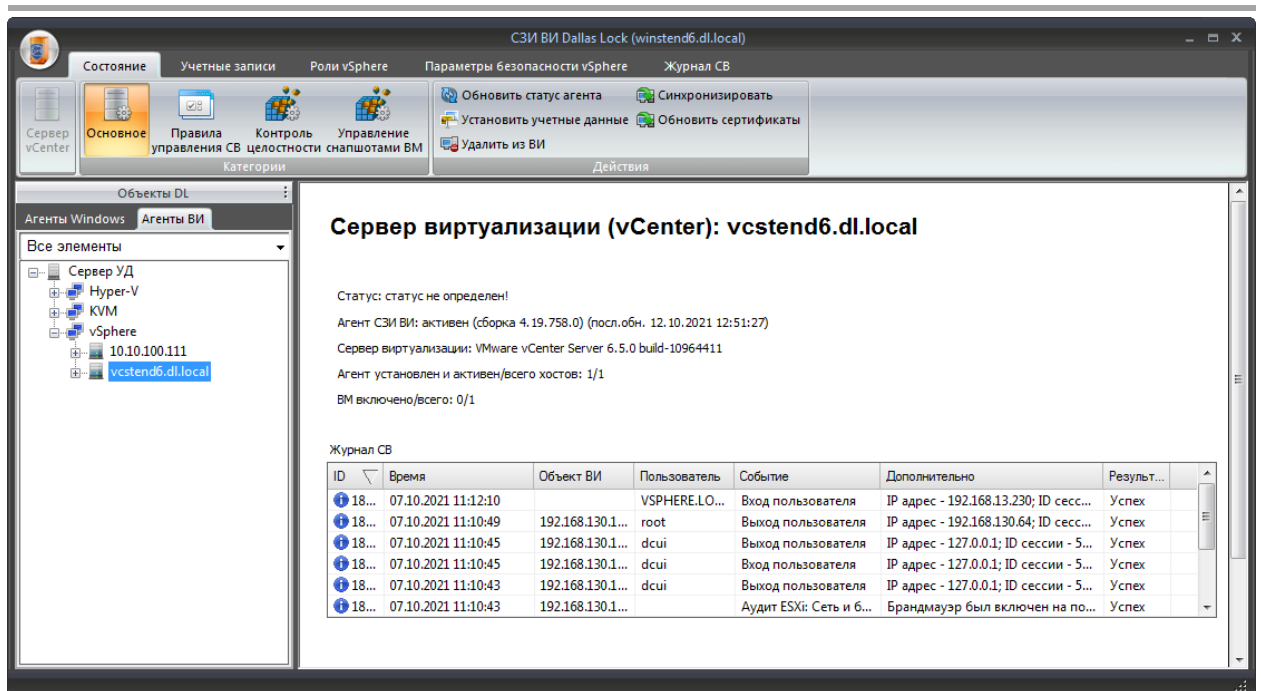 СЗИ ВИ Dallas Lock (winstend6.dl.local)
Состояние Учетные записи Роли vSphere Параметры безопасности vSphere Журнал СВ
Сервер vCenter
Основное
Правила управления СВ
Контроль целостности
Управление снапшотами ВМ
Категории
Обновить статус агента
Установить учетные данные
Удалить из ВИ
Синхронизировать
Обновить сертификаты
Действия
Объекты DL
Агенты Windows Агенты ВИ
Все элементы
Сервер УД
Hyper-V
KVM
vSphere
10.10.100.111
vcstend6.dl.local
Сервер виртуализации (vCenter): vcstend6.dl.local
Статус: статус не определен!
Агент СЗИ ВИ: активен (сборка 4.19.758.0) (посл.обн. 12.10.2021 12:51:27)
Сервер виртуализации: VMware vCenter Server 6.5.0 build-10964411
Агент установлен и активен/всего хостов: 1/1
ВМ включено/всего: 0/1
Журнал СВ
ID Время Объект ВИ Пользователь Событие Дополнительно Результ...
18... 07.10.2021 11:12:10 VSPHERE.LO... Вход пользователя IP адрес - 192.168.13.230; ID сесс... Успех
18... 07.10.2021 11:10:49 192.168.130.1... root Выход пользователя IP адрес - 192.168.130.64; ID сесс... Успех
18... 07.10.2021 11:10:45 192.168.130.1... dcui Выход пользователя IP адрес - 127.0.0.1; ID сессии - 5... Успех
18... 07.10.2021 11:10:45 192.168.130.1... dcui Вход пользователя IP адрес - 127.0.0.1; ID сессии - 5... Успех
18... 07.10.2021 11:10:43 192.168.130.1... dcui Выход пользователя IP адрес - 127.0.0.1; ID сессии - 5... Успех
18... 07.10.2021 11:10:43 192.168.130.1... Аудит ESXi: Сеть и б... Брандмауэр был включен на по... Успех